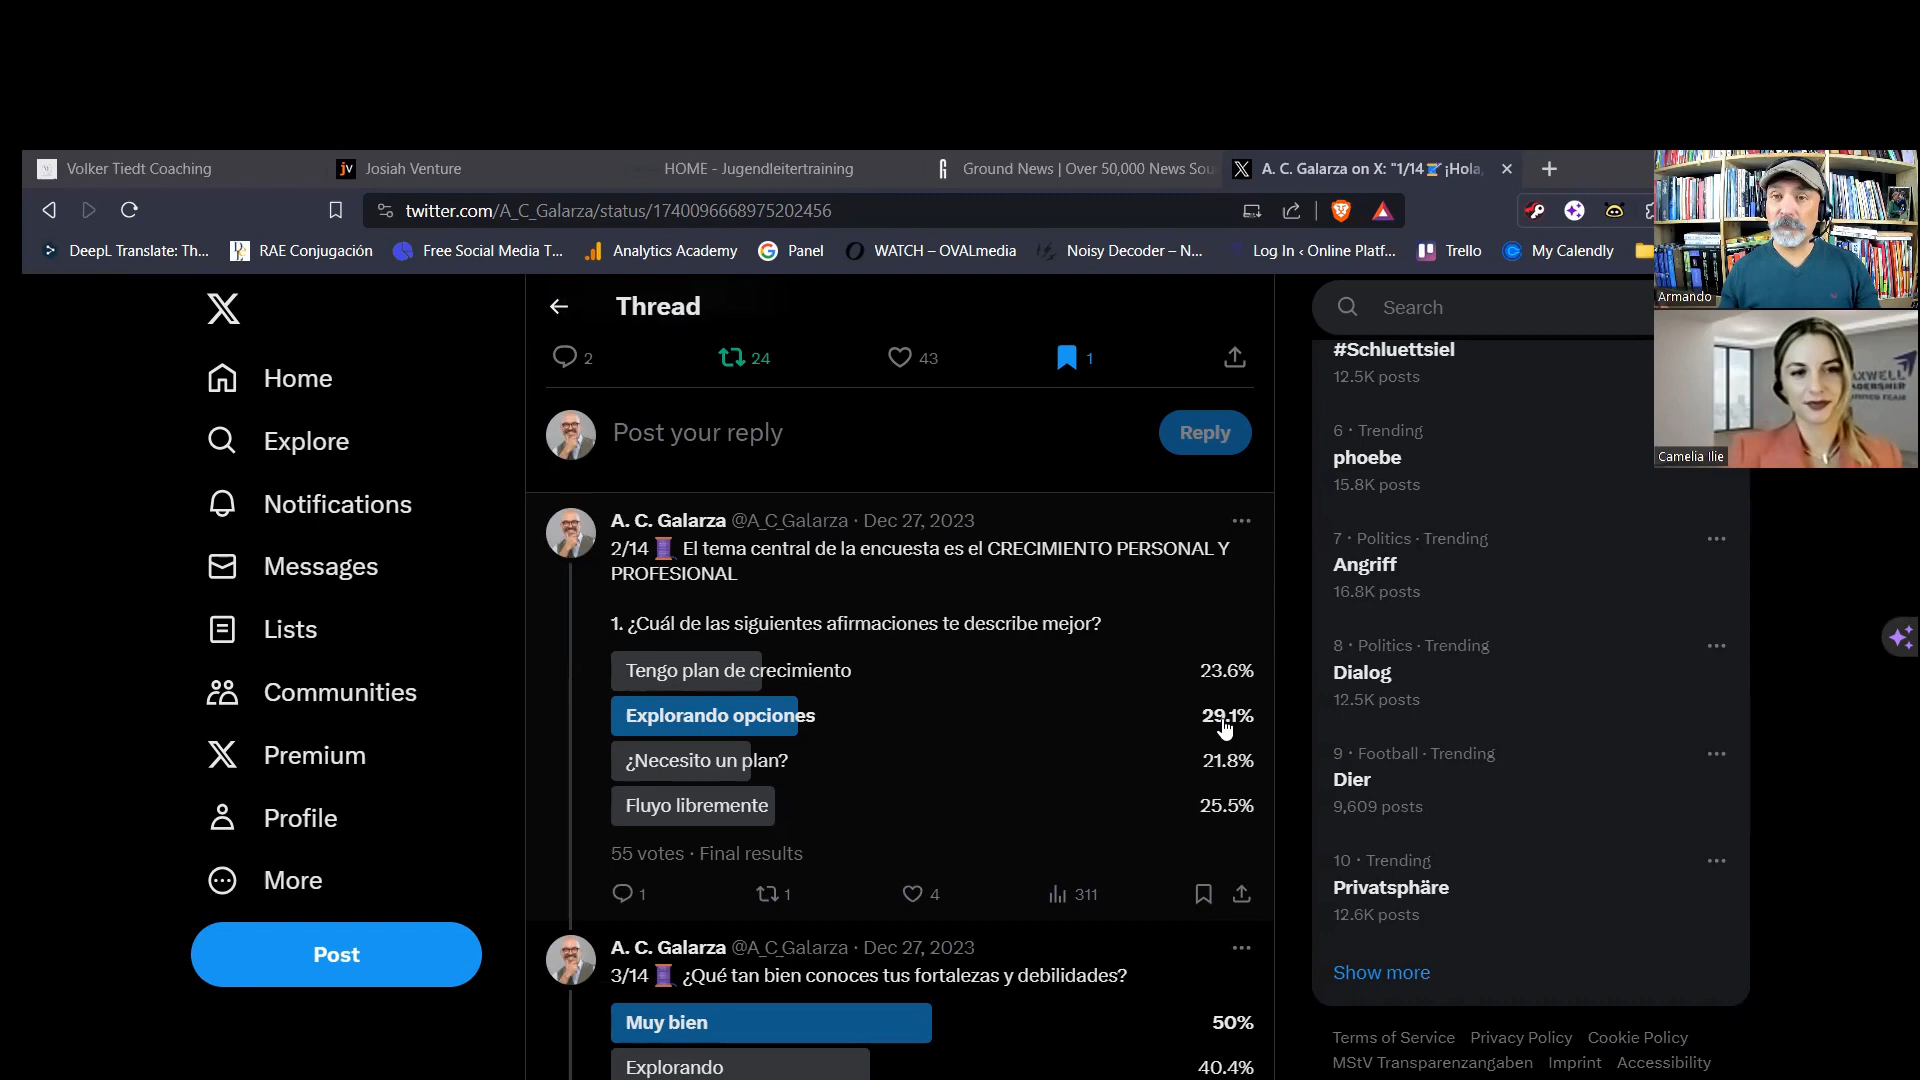 Volker Tiedt Coaching
Josiah Venture
HOME - Jugendleitertraining
Ground News | Over 50,000 News Sou
A. C. Galarza on X: "1/14🧵 ¡Hola,
twitter.com/A_C_Galarza/status/1740096668975202456
DeepL Translate: Th...
RAE Conjugación
Free Social Media T...
Analytics Academy
Panel
WATCH – OVALmedia
Noisy Decoder – N...
Log In ‹ Online Platf...
Trello
My Calendly
Armando
AXWELL
Camelia Ilie
Home
Explore
Notifications
Messages
Lists
Communities
Premium
Profile
More
Post
Thread
2
24
43
1
Post your reply
Reply
A. C. Galarza @A_C_Galarza · Dec 27, 2023
2/14 🧵 El tema central de la encuesta es el CRECIMIENTO PERSONAL Y
PROFESIONAL
1. ¿Cuál de las siguientes afirmaciones te describe mejor?
Tengo plan de crecimiento 23.6%
Explorando opciones 29.1%
¿Necesito un plan? 21.8%
Fluyo libremente 25.5%
55 votes · Final results
1
1
4
311
A. C. Galarza @A_C_Galarza · Dec 27, 2023
3/14 🧵 ¿Qué tan bien conoces tus fortalezas y debilidades?
Muy bien 50%
Explorando 40.4%
Search
#Schluettsiel
12.5K posts
6 · Trending
phoebe
15.8K posts
7 · Politics · Trending
Angriff
16.8K posts
8 · Politics · Trending
Dialog
12.5K posts
9 · Football · Trending
Dier
9,609 posts
10 · Trending
Privatsphäre
12.6K posts
Show more
Terms of Service Privacy Policy Cookie Policy
MStV Transparenzangaben Imprint Accessibility